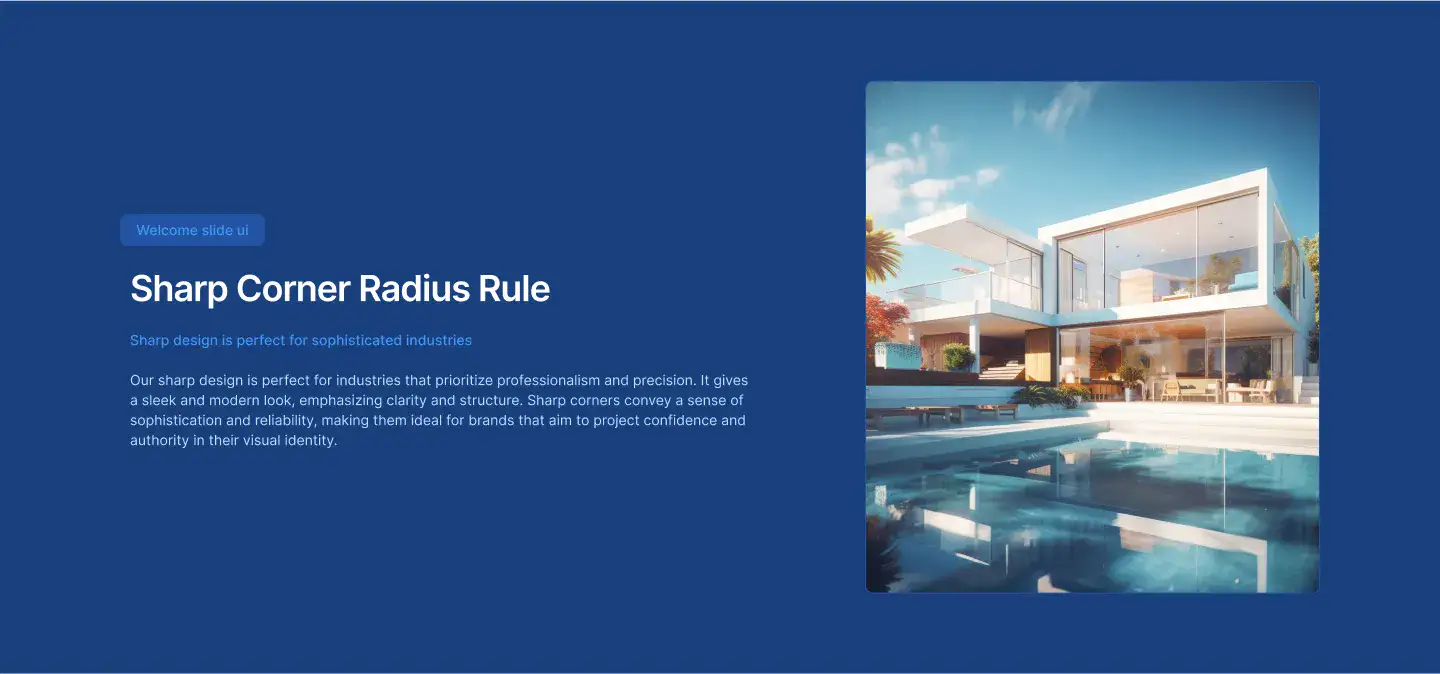 Welcome slide ui
Sharp Corner Radius Rule
Sharp design is perfect for sophisticated industries
Our sharp design is perfect for industries that prioritize professionalism and precision. It gives
a sleek and modern look, emphasizing clarity and structure. Sharp corners convey a sense of
sophistication and reliability, making them ideal for brands that aim to project confidence and
authority in their visual identity.